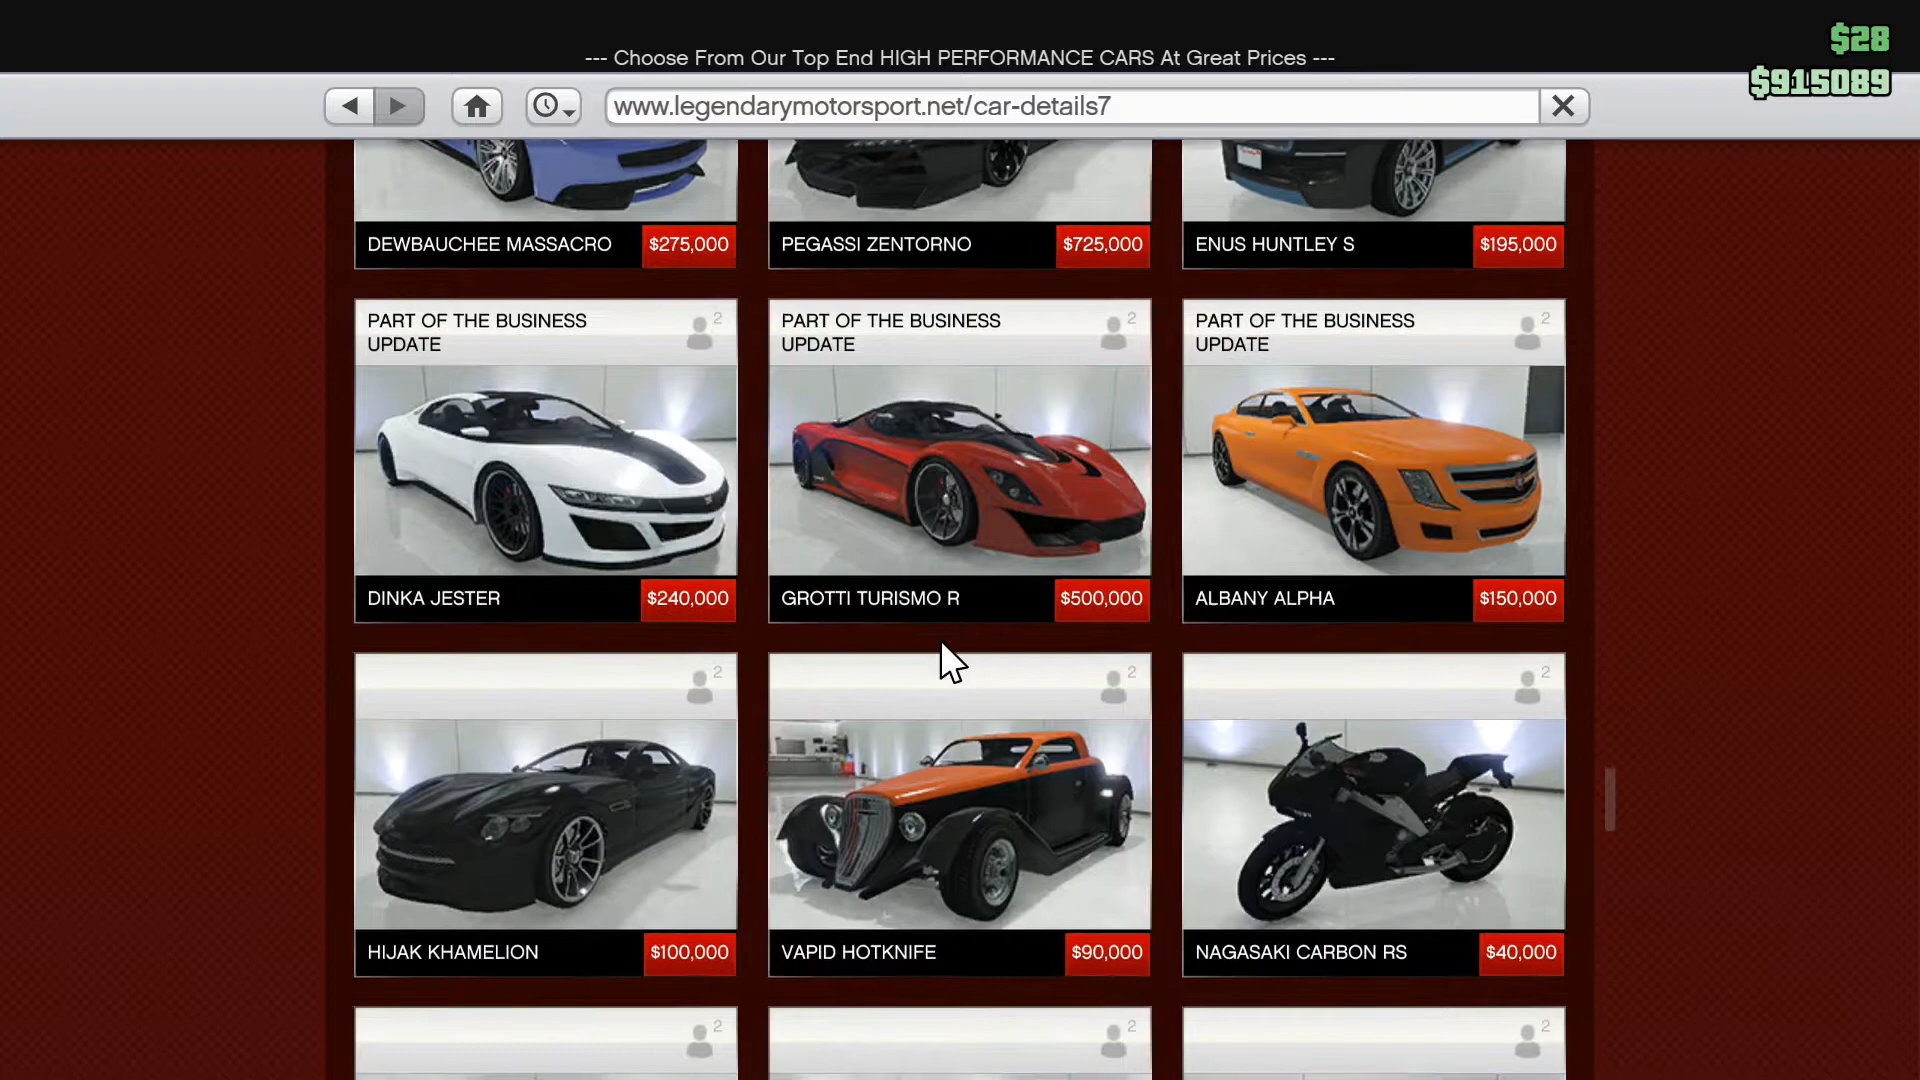 $28
--- Choose From Our Top End HIGH PERFORMANCE CARS At Great Prices ---
$915089
www.legendarymotorsport.net/car-details7
DEWBAUCHEE MASSACRO $275,000
PEGASSI ZENTORNO $725,000
ENUS HUNTLEY S $195,000
PART OF THE BUSINESS
UPDATE
2
PART OF THE BUSINESS
UPDATE
2
PART OF THE BUSINESS
UPDATE
2
DINKA JESTER $240,000
GROTTI TURISMO R $500,000
ALBANY ALPHA $150,000
2
2
2
HIJAK KHAMELION $100,000
VAPID HOTKNIFE $90,000
NAGASAKI CARBON RS $40,000
2
2
2